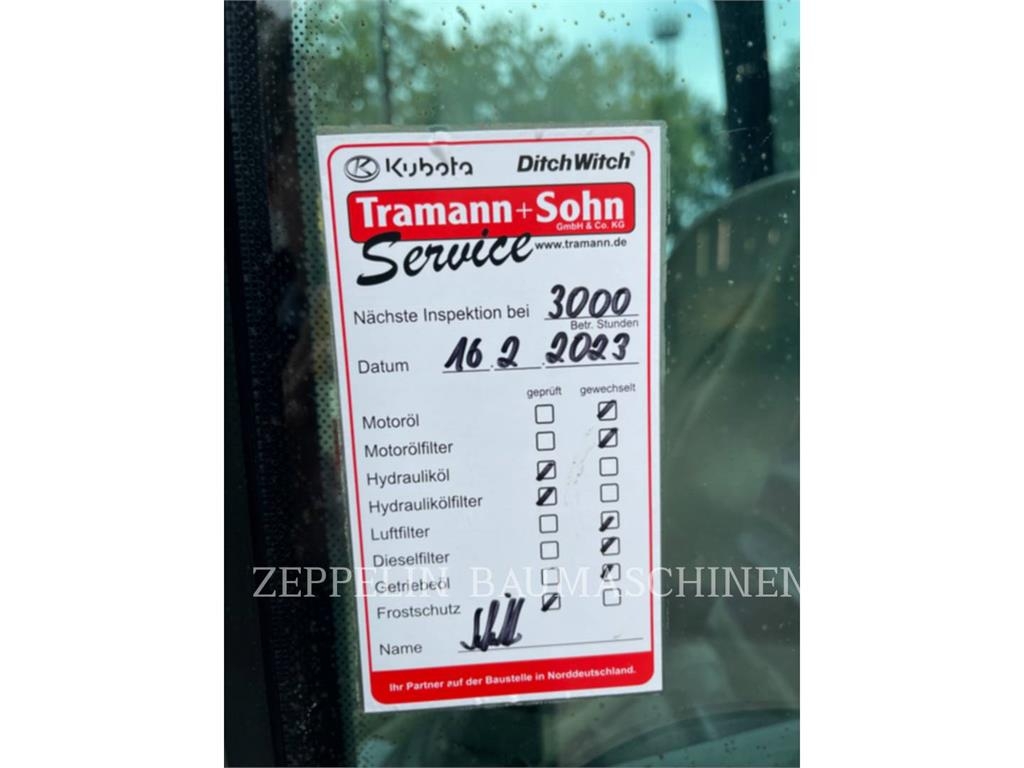 Kubota DitchWitch®
Tramann+Sohn
GmbH & Co. KG
Service www.tramann.de
Nächste Inspektion bei 3000
Betr. Stunden
Datum 16.2.2023
geprüft gewechselt
Motoröl
Motorölfilter
Hydrauliköl
Hydraulikölfilter
Luftfilter
Dieselfilter
ZEPPELIN BAUMASCHINEN
Getriebeöl
Frostschutz
Name
Ihr Partner auf der Baustelle in Norddeutschland.